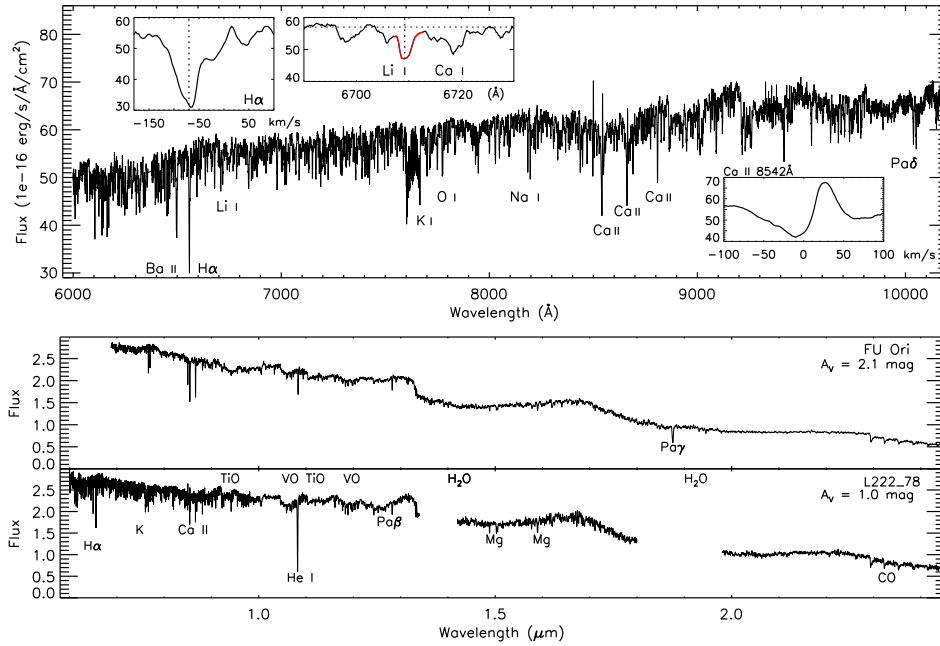 60
50
40
30
Hα
−150
−50
50
km/s
60
50
40
Li I
Ca I
6700
6720
(Å)
80
70
60
50
40
30
Flux (1e−16 erg/s/Å/cm²)
Li I
Ba II
Hα
K I
O I
Na I
Ca II
Ca II
Ca II
Paδ
Ca II 8542Å
70
60
50
40
−100
−50
0
50
100
km/s
6000
7000
8000
9000
10000
Wavelength (Å)
FU Ori
Aᵥ = 2.1 mag
2.5
2.0
1.5
1.0
0.5
0.0
Flux
Paγ
TiO
VO
TiO
VO
H₂O
H₂O
L222_78
Aᵥ = 1.0 mag
2.5
2.0
1.5
1.0
0.5
0.0
Flux
Hα
K
Ca II
He I
Paβ
Mg
Mg
CO
1.0
1.5
2.0
Wavelength (μm)